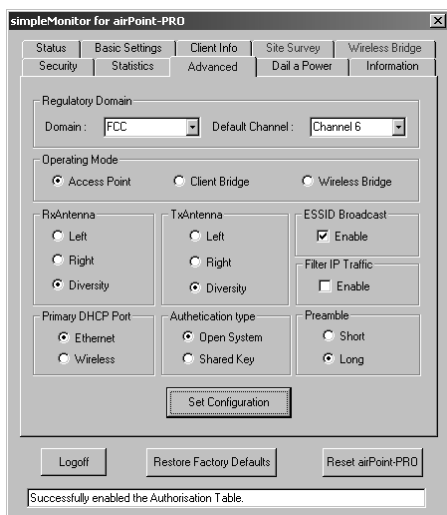 simpleMonitor for airPoint-PRO
Status Basic Settings Client Info Site Survey Wireless Bridge
Security Statistics Advanced Dail a Power Information
Regulatory Domain
Domain : FCC Default Channel : Channel 6
Operating Mode
Access Point Client Bridge Wireless Bridge
RxAntenna TxAntenna ESSID Broadcast
Left Left Enable
Right Right Filter IP Traffic
Diversity Diversity Enable
Primary DHCP Port Authetication type Preamble
Ethernet Open System Short
Wireless Shared Key Long
Set Configuration
Logoff Restore Factory Defaults Reset airPoint-PRO
Successfully enabled the Authorisation Table.